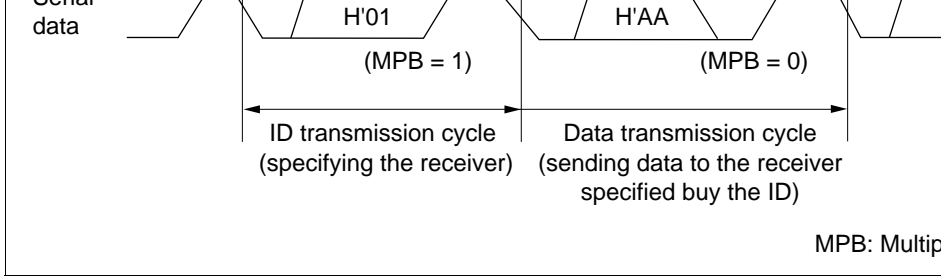 Serial
data
H'01
H'AA
(MPB = 1)
(MPB = 0)
ID transmission cycle
(specifying the receiver)
Data transmission cycle
(sending data to the receiver
specified buy the ID)
MPB: Multip